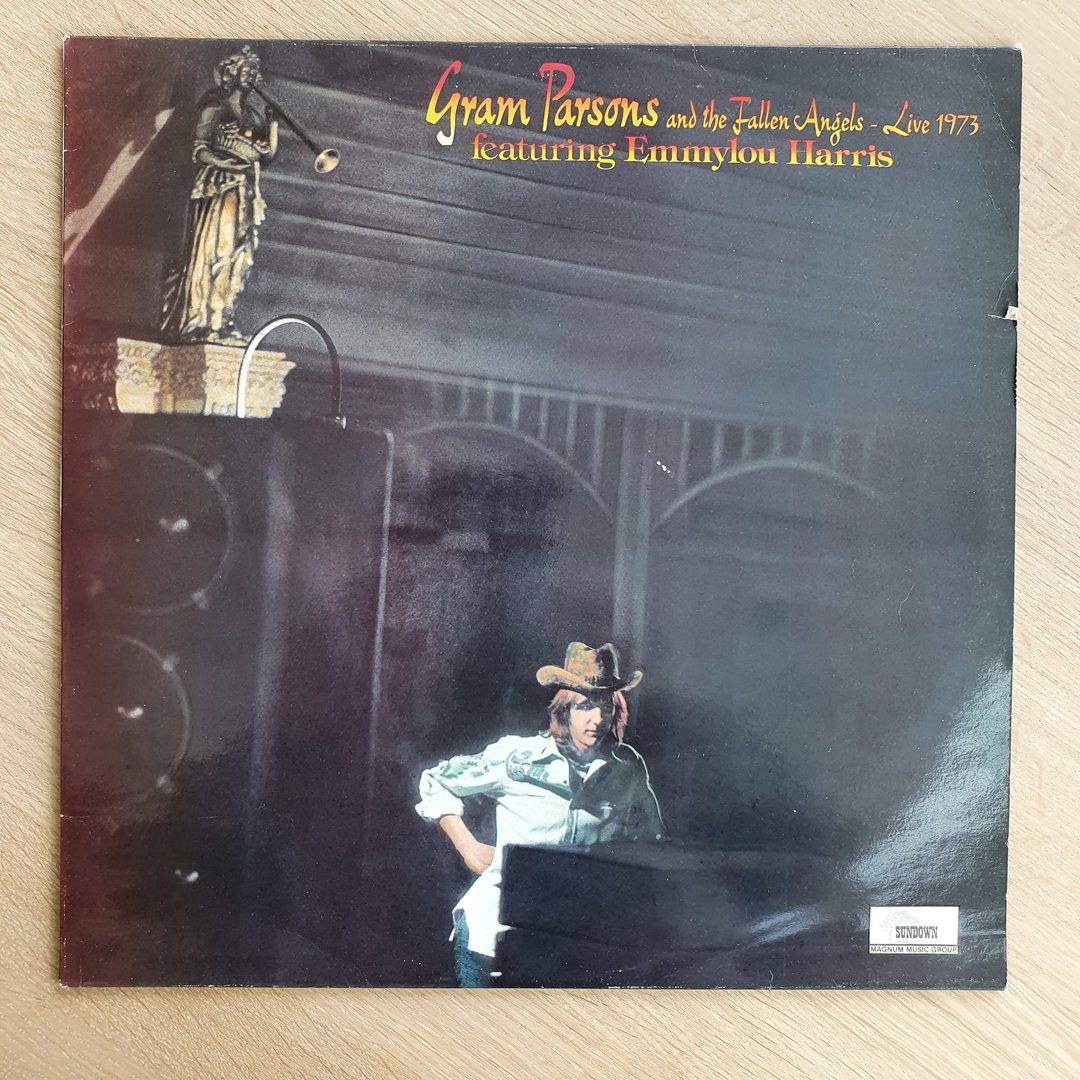 Gram Parsons and the Fallen Angels - Live 1973
featuring Emmylou Harris
SUNDOWN
MAGNUM MUSIC GROUP